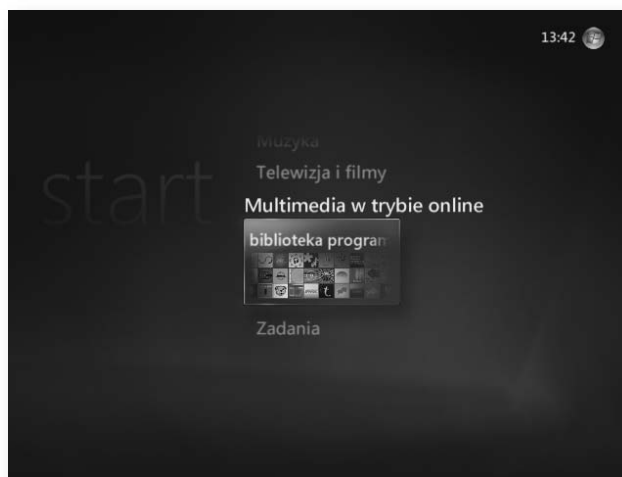 13:42
Muzyka
Telewizja i filmy
start
Multimedia w trybie online
biblioteka program
Zadania